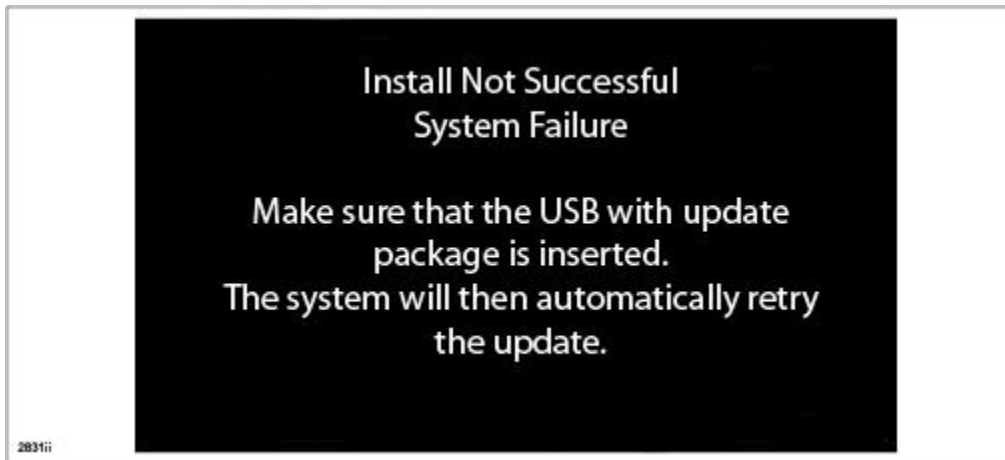 Install Not Successful
System Failure
Make sure that the USB with update
package is inserted.
The system will then automatically retry
the update.
2831ii